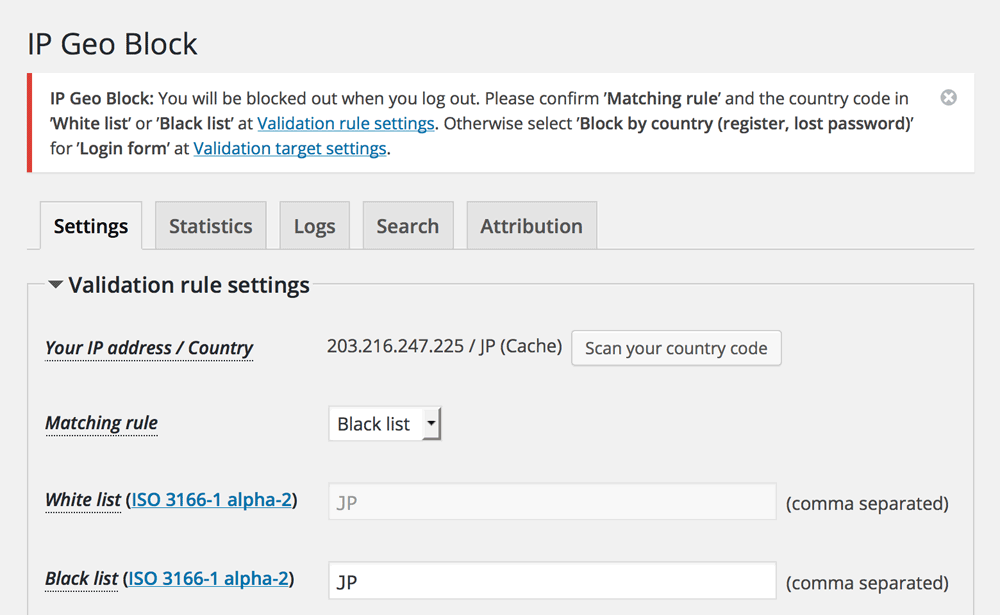 IP Geo Block
IP Geo Block: You will be blocked out when you log out. Please confirm ’Matching rule’ and the country code in
’White list’ or ’Black list’ at Validation rule settings. Otherwise select ’Block by country (register, lost password)’
for ’Login form’ at Validation target settings.
Settings Statistics Logs Search Attribution
Validation rule settings
Your IP address / Country 203.216.247.225 / JP (Cache) Scan your country code
Matching rule Black list
White list (ISO 3166-1 alpha-2) JP (comma separated)
Black list (ISO 3166-1 alpha-2) JP (comma separated)